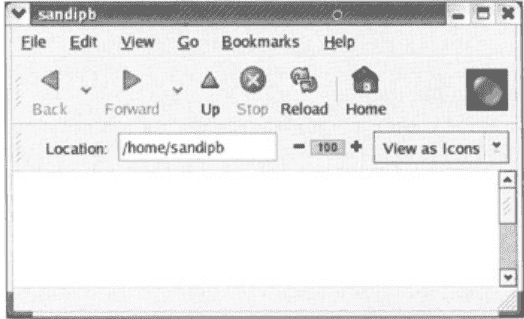 sandipb
File Edit View Go Bookmarks Help
Back Forward Up Stop Reload Home
Location: /home/sandipb 100 View as Icons